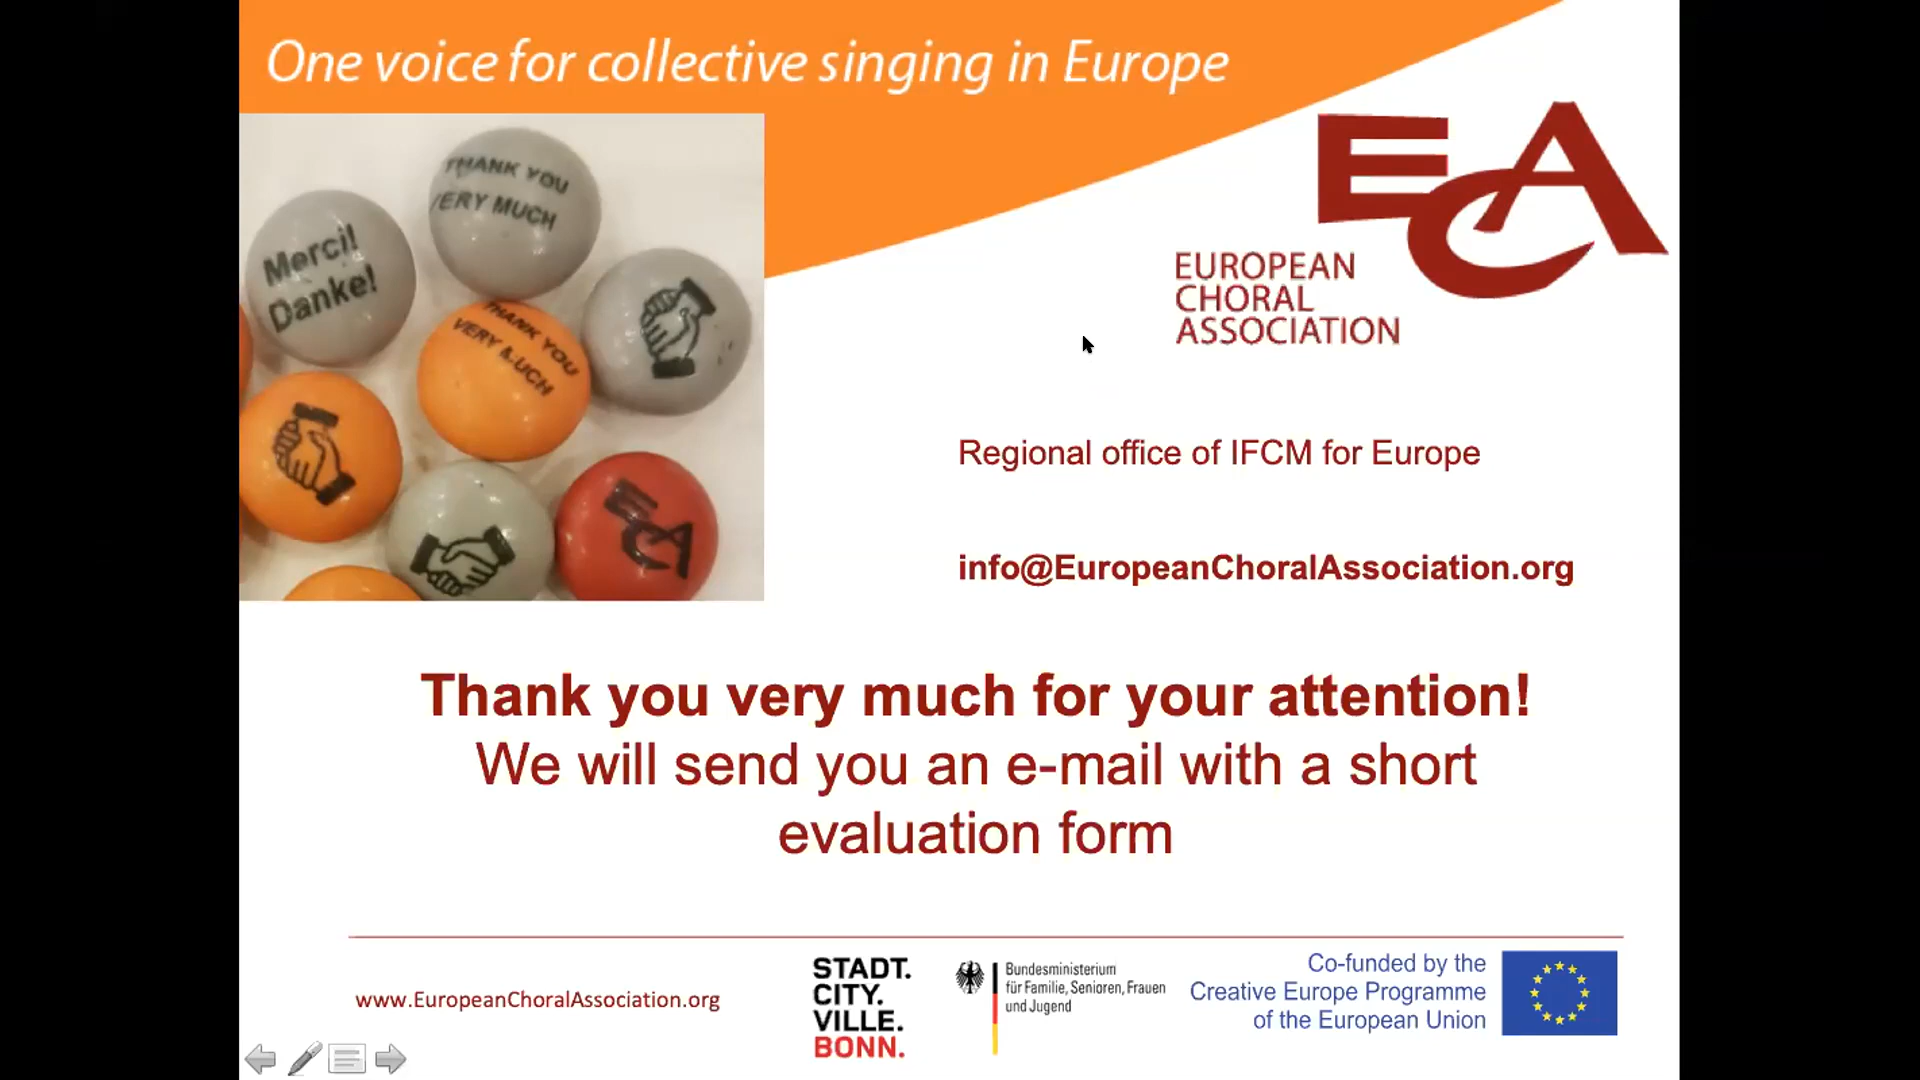 One voice for collective singing in Europe
THANK YOU
VERY MUCH
Merci!
Danke!
THANK YOU
VERY MUCH
ECA
ECA
EUROPEAN
CHORAL
ASSOCIATION
Regional office of IFCM for Europe
info@EuropeanChoralAssociation.org
Thank you very much for your attention!
We will send you an e-mail with a short
evaluation form
www.EuropeanChoralAssociation.org
STADT.
CITY.
VILLE.
BONN.
Bundesministerium
für Familie, Senioren, Frauen
und Jugend
Co-funded by the
Creative Europe Programme
of the European Union